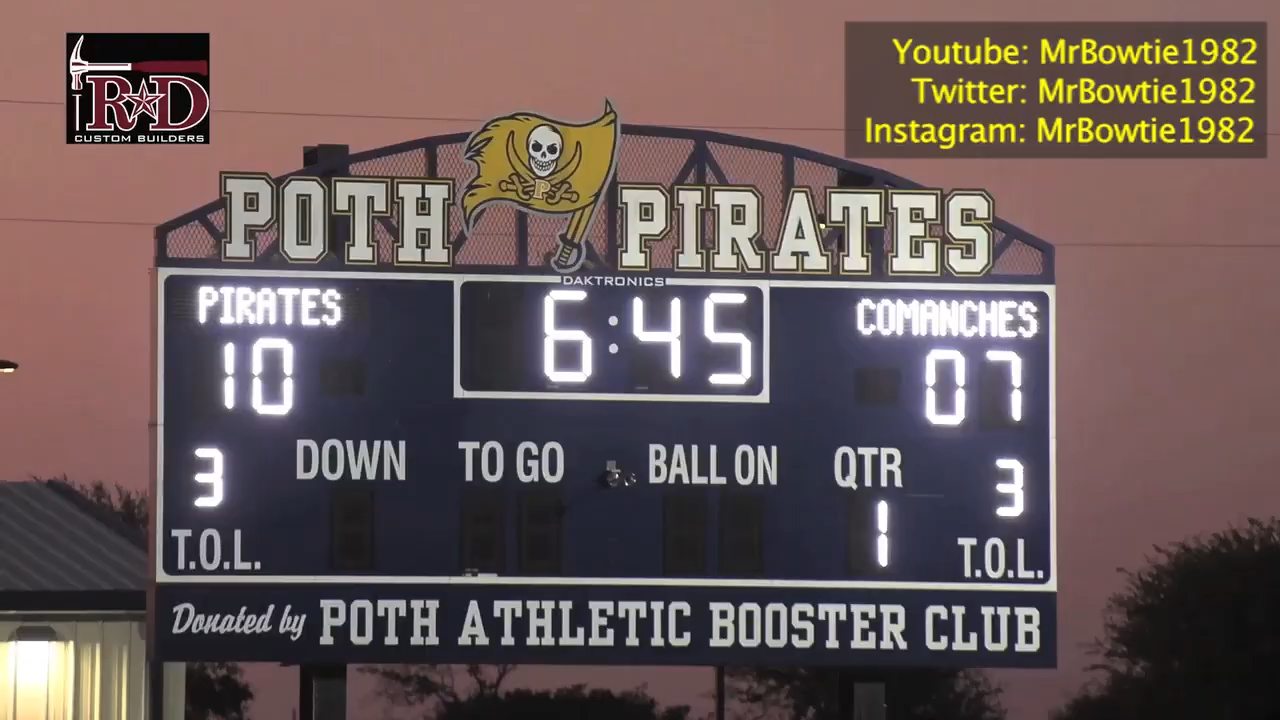 R★D
CUSTOM BUILDERS
Youtube: MrBowtie1982
Twitter: MrBowtie1982
Instagram: MrBowtie1982
P
POTH PIRATES
DAKTRONICS
PIRATES 6:45 COMANCHES
10 07
3 DOWN TO GO BALL ON QTR 3
1
T.O.L. T.O.L.
Donated by POTH ATHLETIC BOOSTER CLUB